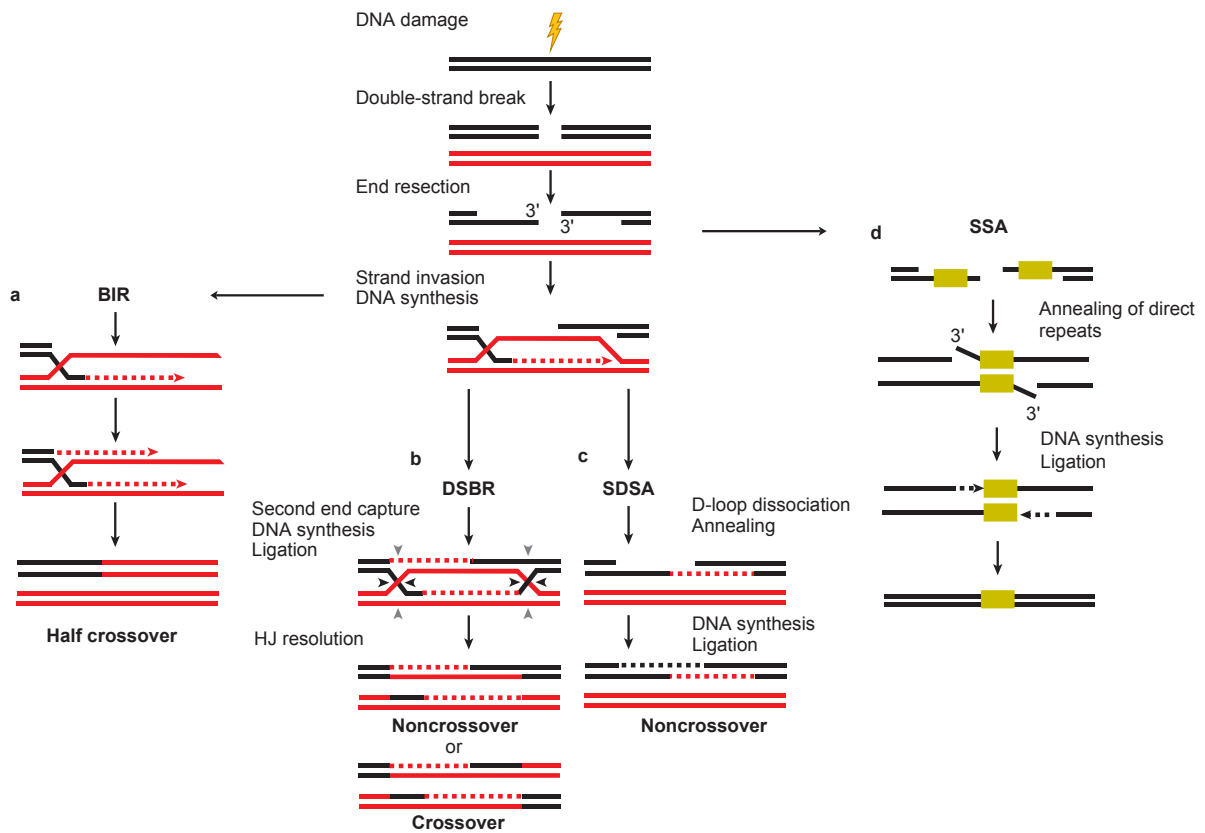 DNA damage
Double-strand break
End resection
3'
3'
Strand invasion
DNA synthesis
a
BIR
Half crossover
b
DSBR
Second end capture
DNA synthesis
Ligation
HJ resolution
Noncrossover
or
Crossover
c
SDSA
D-loop dissociation
Annealing
DNA synthesis
Ligation
Noncrossover
d
SSA
Annealing of direct
repeats
3'
3'
DNA synthesis
Ligation